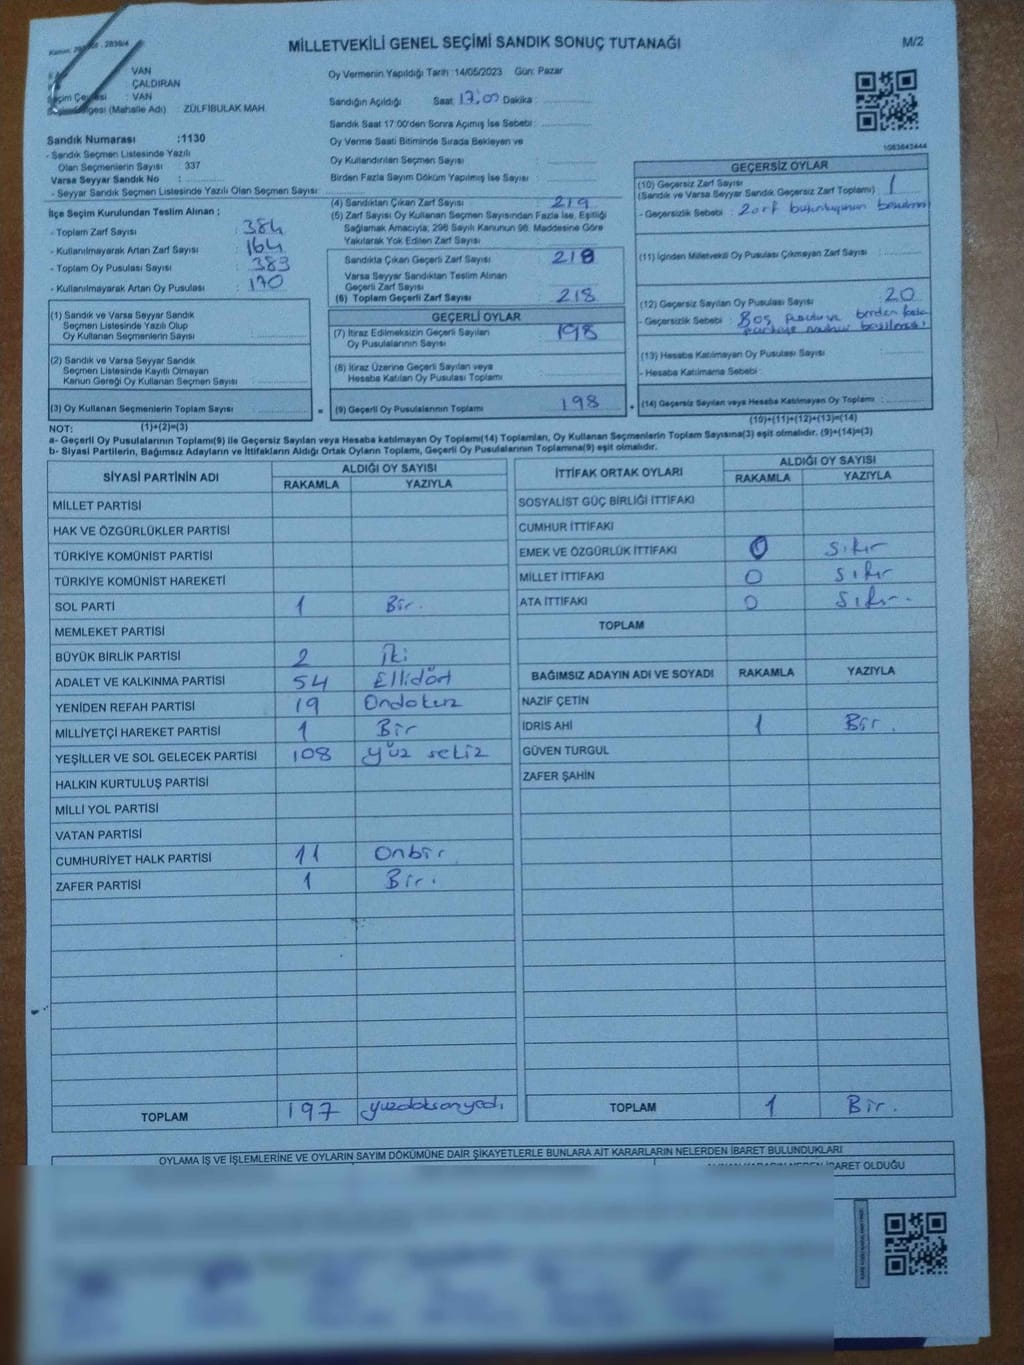 MİLLETVEKİLİ GENEL SEÇİMİ SANDIK SONUÇ TUTANAĞI
M/2
VAN
ÇALDIRAN
Seçim Çevresi : VAN
(Mahalle Adı) : ZÜLFİBULAK MAH
Sandık Numarası :1130
- Sandık Seçmen Listesinde Yazılı
Olan Seçmenlerin Sayısı : 337
Varsa Seyyar Sandık No :
- Seyyar Sandık Seçmen Listesinde Yazılı Olan Seçmen Sayısı:
Oy Vermenin Yapıldığı Tarih :14/05/2023 Gün: Pazar
Sandığın Açıldığı Saat 17:00 Dakika :
Sandık Saat 17:00'den Sonra Açımış İse Sebebi :
Oy Verme Saati Bitiminde Sırada Bekleyen ve
Oy Kullandırılan Seçmen Sayısı :
Birden Fazla Sayım Döküm Yapılmış İse Sayısı :
1083643444
İlçe Seçim Kurulundan Teslim Alınan :
- Toplam Zarf Sayısı : 384
- Kullanılmayarak Artan Zarf Sayısı : 164
- Toplam Oy Pusulası Sayısı : 383
- Kullanılmayarak Artan Oy Pusulası : 170
(1) Sandık ve Varsa Seyyar Sandık
Seçmen Listesinde Yazılı Olup
Oy Kullanan Seçmen Sayısı :
(2) Sandık ve Varsa Seyyar Sandık
Seçmen Listesinde Kayıtlı Olmayan
Kanun Gereği Oy Kullanan Seçmen Sayısı :
(3) Oy Kullanan Seçmenlerin Toplam Sayısı :
(1)+(2)=(3)
(4) Sandıktan Çıkan Zarf Sayısı : 219
(5) Zarf Sayısı Oy Kullanan Seçmen Sayısından Fazla İse, Eşitliği
Sağlamak Amacıyla, 298 Sayılı Kanunun 98. Maddesine Göre
Yakılarak Yok Edilen Zarf Sayısı :
Sandıkla Çıkan Geçerli Zarf Sayısı : 218
Varsa Seyyar Sandıktan Teslim Alınan
Geçerli Zarf Sayısı :
(6) Toplam Geçerli Zarf Sayısı : 218
GEÇERLİ OYLAR
(7) İtiraz Edilmeksizin Geçerli Sayılan
Oy Pusulalarının Sayısı : 198
(8) İtiraz Üzerine Geçerli Sayılan veya
Hesaba Katılan Oy Pusulası Toplamı :
= (9) Geçerli Oy Pusulalarının Toplamı : 198 +
GEÇERSİZ OYLAR
(10) Geçersiz Zarf Sayısı
(Sandık ve Varsa Seyyar Sandık Geçersiz Zarf Toplamı) : 1
- Geçersizlik Sebebi : Zarf bütünlüğünün bozulması
(11) İçinden Milletvekili Oy Pusulası Çıkmayan Zarf Sayısı :
(12) Geçersiz Sayılan Oy Pusulası Sayısı : 20
- Geçersizlik Sebebi : Boş pusula ve birden fazla
partiye mühür basılması
(13) Hesaba Katılmayan Oy Pusulası Sayısı :
- Hesaba Katılmama Sebebi :
(14) Geçersiz Sayılan veya Hesaba Katılmayan Oy Toplamı :
(10)+(11)+(12)+(13)=(14)
NOT:
a- Geçerli Oy Pusulalarının Toplamı(9) ile Geçersiz Sayılan veya Hesaba katılmayan Oy Toplamı(14) Toplamları, Oy Kullanan Seçmenlerin Toplam Sayısına(3) eşit olmalıdır. (9)+(14)=(3)
b- Siyasi Partilerin, Bağımsız Adayların ve İttifakların Aldığı Ortak Oyların Toplamı, Geçerli Oy Pusulalarının Toplamına(9) eşit olmalıdır.
SİYASİ PARTİNİN ADI ALDIĞI OY SAYISI
RAKAMLA YAZIYLA
MİLLET PARTİSİ
HAK VE ÖZGÜRLÜKLER PARTİSİ
TÜRKİYE KOMÜNİST PARTİSİ
TÜRKİYE KOMÜNİST HAREKETİ
SOL PARTİ 1 Bir.
MEMLEKET PARTİSİ
BÜYÜK BİRLİK PARTİSİ 2 İki
ADALET VE KALKINMA PARTİSİ 54 Ellidört
YENİDEN REFAH PARTİSİ 19 Ondokuz
MİLLİYETÇİ HAREKET PARTİSİ 1 Bir
YEŞİLLER VE SOL GELECEK PARTİSİ 108 yüz sekiz
HALKIN KURTULUŞ PARTİSİ
MİLLİ YOL PARTİSİ
VATAN PARTİSİ
CUMHURİYET HALK PARTİSİ 11 Onbir
ZAFER PARTİSİ 1 Bir.
TOPLAM 197 yüzdoksanyedi
İTTİFAK ORTAK OYLARI ALDIĞI OY SAYISI
RAKAMLA YAZIYLA
SOSYALİST GÜÇ BİRLİĞİ İTTİFAKI
CUMHUR İTTİFAKI
EMEK VE ÖZGÜRLÜK İTTİFAKI 0 Sıfır
MİLLET İTTİFAKI 0 Sıfır
ATA İTTİFAKI 0 Sıfır.
TOPLAM
BAĞIMSIZ ADAYIN ADI VE SOYADI RAKAMLA YAZIYLA
NAZİF ÇETİN
İDRİS AHİ 1 Bir.
GÜVEN TURGUL
ZAFER ŞAHİN
TOPLAM 1 Bir.
OYLAMA İŞ VE İŞLEMLERİNE VE OYLARIN SAYIM DÖKÜMÜNE DAİR ŞİKAYETLERLE BUNLARA AİT KARARLARIN NELERDEN İBARET BULUNDUKLARI
İBARET OLDUĞU